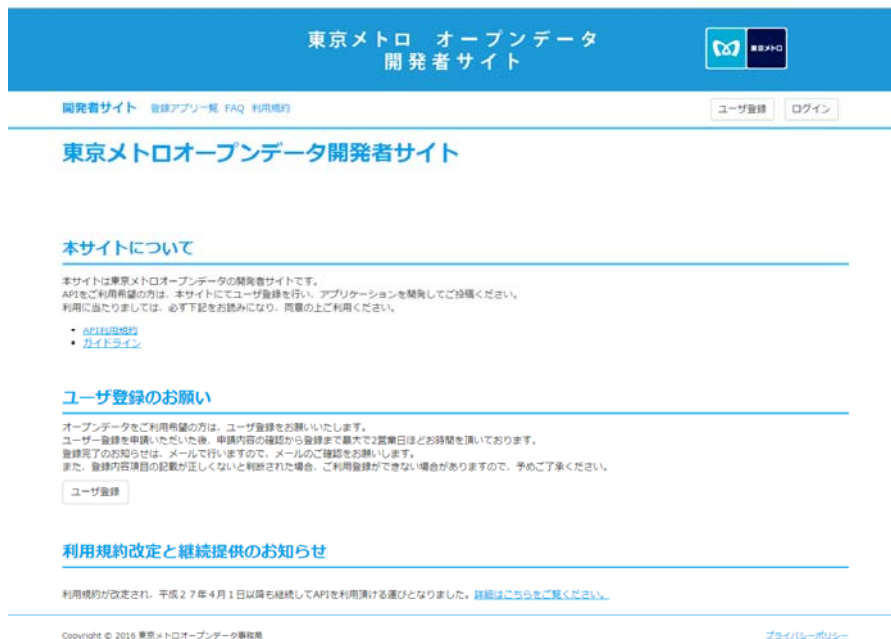 東京メトロ オープンデータ
開発者サイト
東京メトロ
開発者サイト 登録アプリ一覧 FAQ 利用規約
ユーザ登録 ログイン
東京メトロオープンデータ開発者サイト
本サイトについて
本サイトは東京メトロオープンデータの開発者サイトです。
APIをご利用希望の方は、本サイトにてユーザ登録を行い、アプリケーションを開発してご投稿ください。
利用に当たりましては、必ず下記をお読みになり、同意の上ご利用ください。
• API利用規約
• ガイドライン
ユーザ登録のお願い
オープンデータをご利用希望の方は、ユーザ登録をお願いいたします。
ユーザー登録を申請いただいた後、申請内容の確認から登録まで最大で2営業日ほどお時間を頂いております。
登録完了のお知らせは、メールで行いますので、メールのご確認をお願いします。
また、登録内容項目の記載が正しくないと判断された場合、ご利用登録ができない場合がありますので、予めご了承ください。
ユーザ登録
利用規約改定と継続提供のお知らせ
利用規約が改定され、平成27年4月1日以降も継続してAPIを利用頂ける運びとなりました。詳細はこちらをご覧ください。
Copyright © 2016 東京メトロオープンデータ事務局
プライバシーポリシー